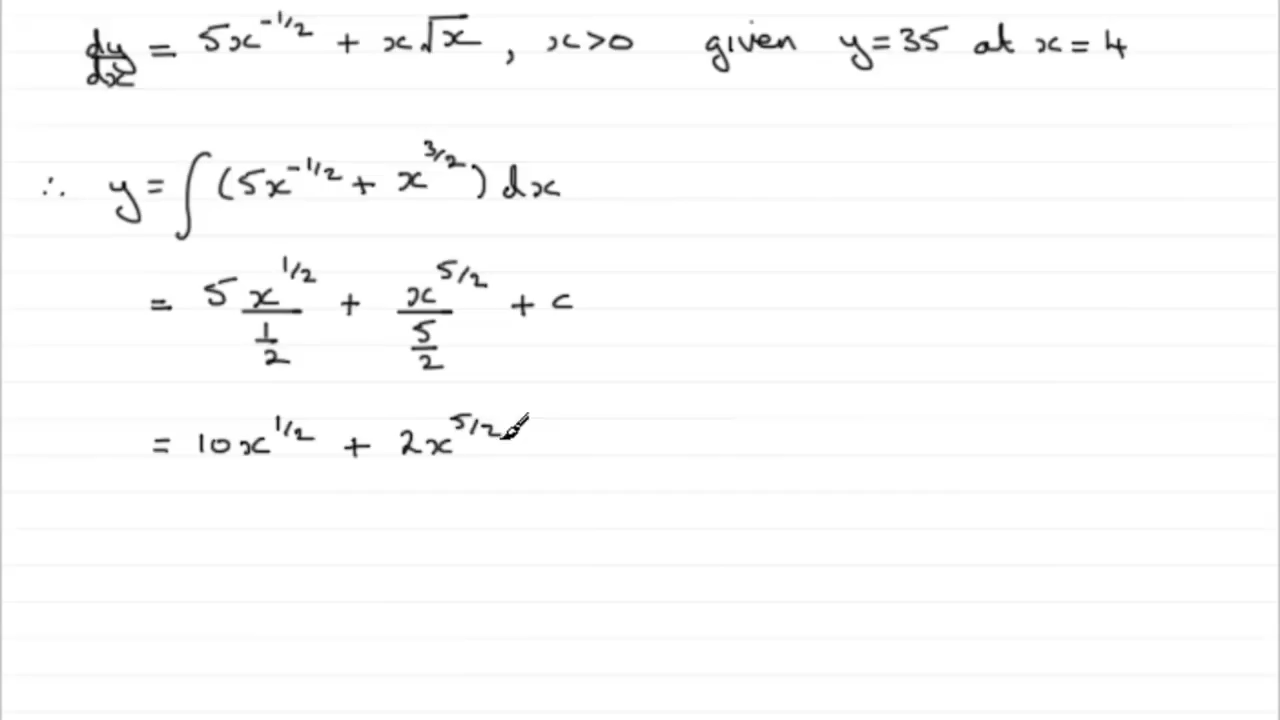 dy/dx = 5x^{-1/2} + x√x , x>0 given y=35 at x=4
∴ y = ∫(5x^{-1/2} + x^{3/2}) dx
= 5 x^{1/2}/(1/2) + x^{5/2}/(5/2) + c
= 10x^{1/2} + 2x^{5/2}